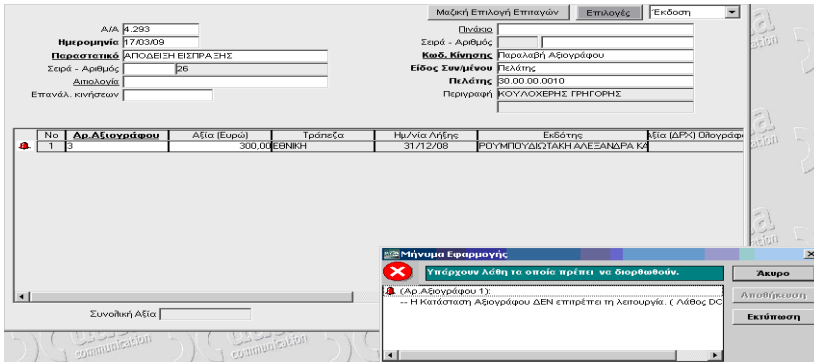 Μαζική Επιλογή Επιταγών Επιλογές Έκδοση
Α/Α 4.293
Ημερομηνία 17/03/09
Παραστατικό ΑΠΟΔΕΙΞΗ ΕΙΣΠΡΑΞΗΣ
Σειρά - Αριθμός 26
Αιτιολογία
Επανάλ. κινήσεων
Πινάκιο
Σειρά - Αριθμός
Κωδ. Κίνησης Παραλαβή Αξιογράφου
Είδος Συν/μένου Πελάτης
Πελάτης 30.00.00.0010
Περιγραφή ΚΟΥΛΟΧΕΡΗΣ ΓΡΗΓΟΡΗΣ
No Αρ.Αξιογράφου Αξία (Ευρώ) Τράπεζα Ημ/νία Λήξης Εκδότης Αξία (ΔΡΧ) Ολογράφω
1 3 300,00 ΕΘΝΙΚΗ 31/12/08 ΡΟΥΜΠΟΥΔΙΩΤΑΚΗ ΑΛΕΞΑΝΔΡΑ ΚΑ
Συνολική Αξία
Μήνυμα Εφαρμογής
Υπάρχουν λάθη τα οποία πρέπει να διορθωθούν.
(Αρ.Αξιογράφου 1):
-- Η Κατάσταση Αξιογράφου ΔΕΝ επιτρέπει τη λειτουργία. ( Λάθος DO
Άκυρο
Αποθήκευση
Εκτύπωση
communication
communication